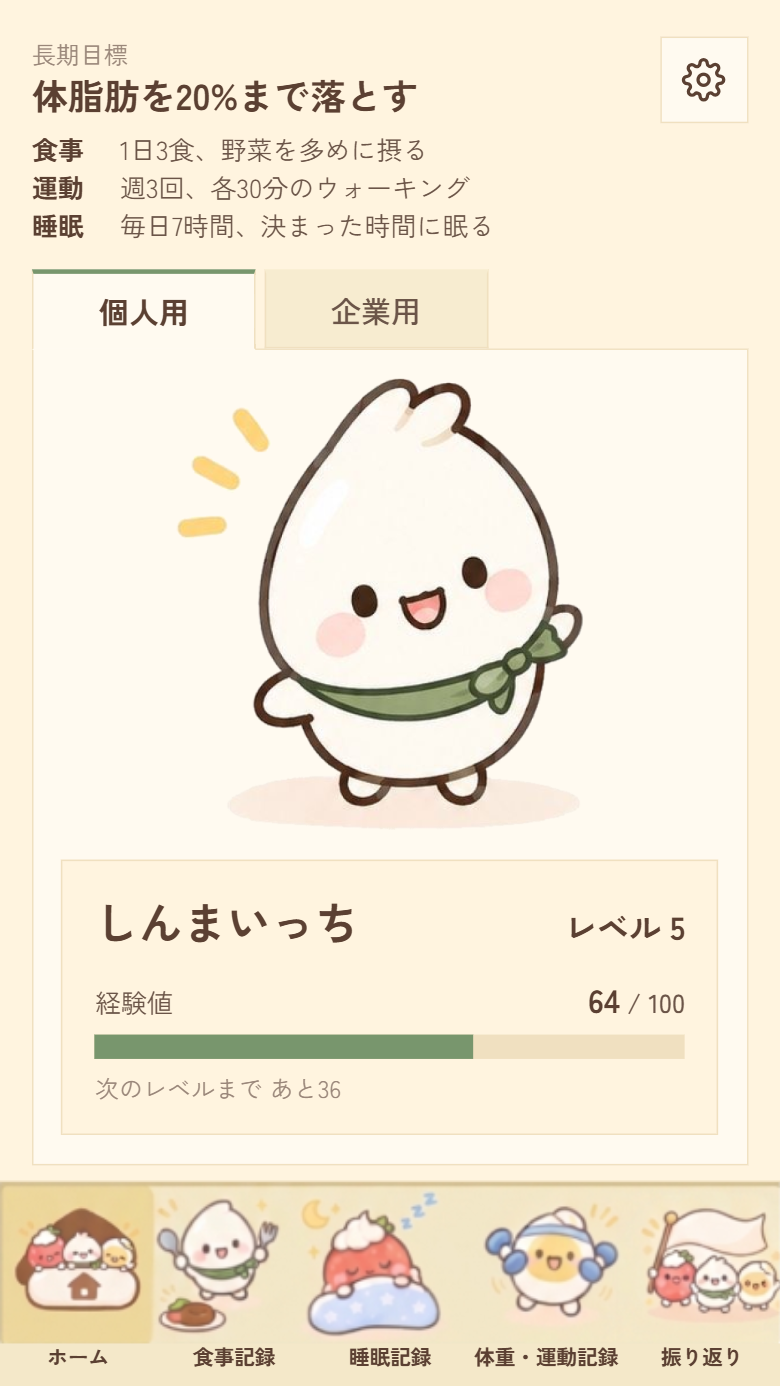 長期目標
体脂肪を20%まで落とす
食事 1日3食、野菜を多めに摂る
運動 週3回、各30分のウォーキング
睡眠 毎日7時間、決まった時間に眠る
個人用 企業用
しんまいっち レベル 5
経験値 64 / 100
次のレベルまで あと36
ホーム 食事記録 睡眠記録 体重・運動記録 振り返り